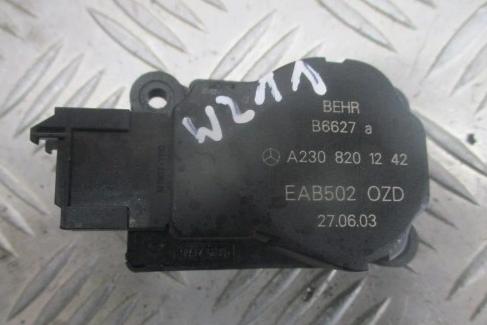 W211
BEHR
B6627 a
A230 820 12 42
EAB502 OZD
27.06.03